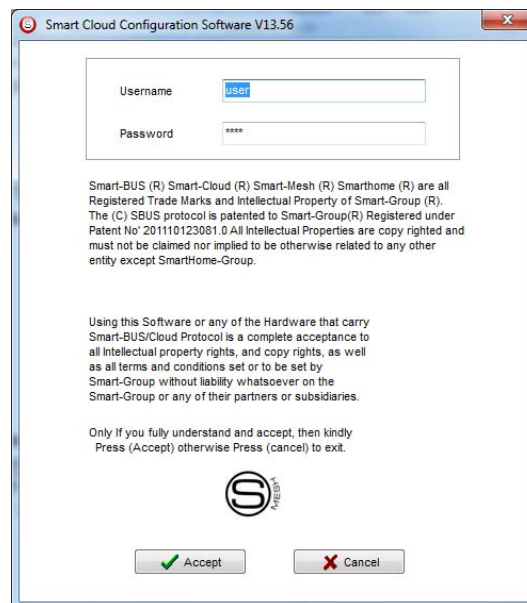 Smart Cloud Configuration Software V13.56
Username
user
Password
****
Smart-BUS (R) Smart-Cloud (R) Smart-Mesh (R) Smarthome (R) are all
Registered Trade Marks and Intellectual Property of Smart-Group (R).
The (C) SBUS protocol is patented to Smart-Group(R) Registered under
Patent No' 201110123081.0 All Intellectual Properties are copy righted and
must not be claimed nor implied to be otherwise related to any other
entity except SmartHome-Group.
Using this Software or any of the Hardware that carry
Smart-BUS/Cloud Protocol is a complete acceptance to
all Intellectual property rights, and copy rights, as well
as all terms and conditions set or to be set by
Smart-Group without liability whatsoever on the
Smart-Group or any of their partners or subsidiaries.
Only If you fully understand and accept, then kindly
Press (Accept) otherwise Press (cancel) to exit.
S MESH
Accept
Cancel